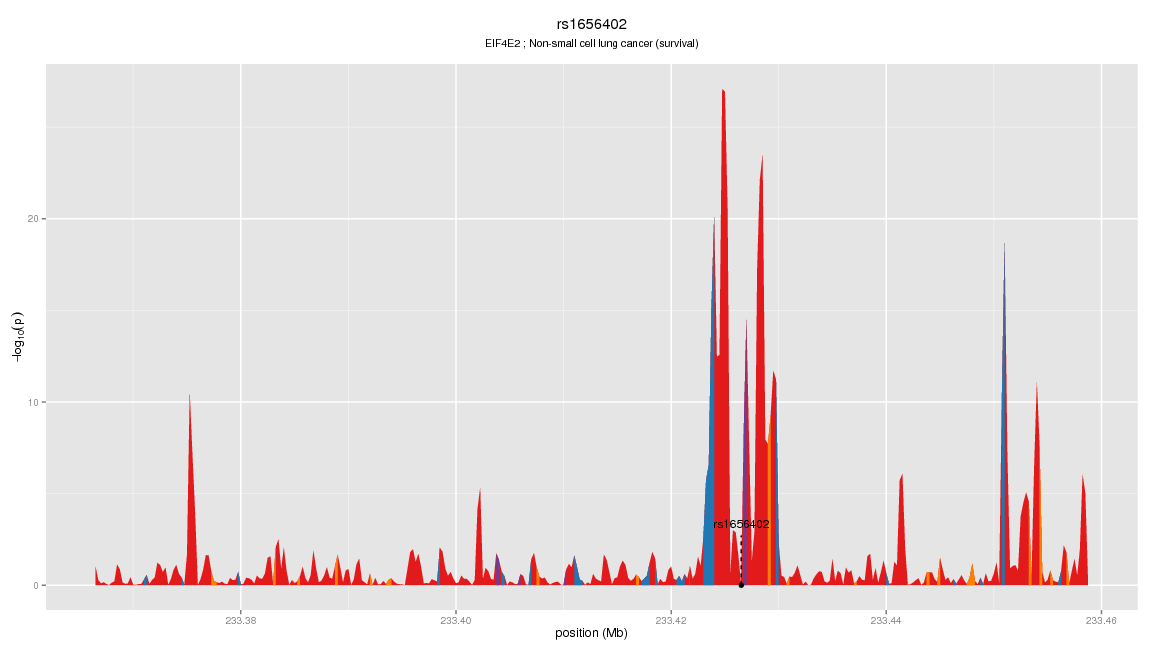 rs1656402
EIF4E2 ; Non-small cell lung cancer (survival)
−log10(p)
20
10
0
rs1656402
233.38
233.40
233.42
233.44
233.46
position (Mb)